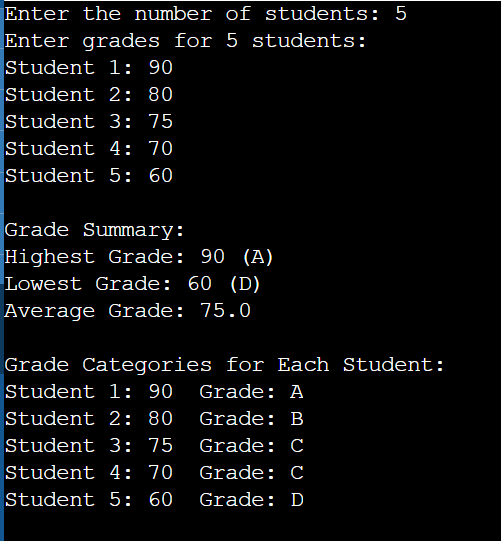 Enter the number of students: 5
Enter grades for 5 students:
Student 1: 90
Student 2: 80
Student 3: 75
Student 4: 70
Student 5: 60
Grade Summary:
Highest Grade: 90 (A)
Lowest Grade: 60 (D)
Average Grade: 75.0
Grade Categories for Each Student:
Student 1: 90  Grade: A
Student 2: 80  Grade: B
Student 3: 75  Grade: C
Student 4: 70  Grade: C
Student 5: 60  Grade: D